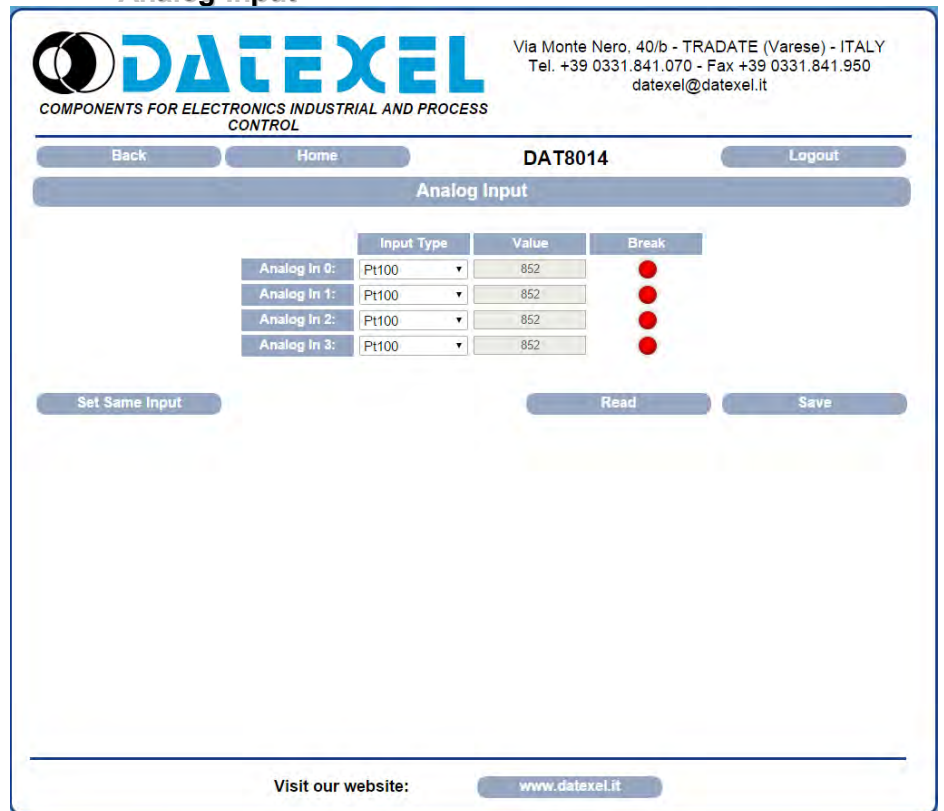 Analog Input
DATEXEL
COMPONENTS FOR ELECTRONICS INDUSTRIAL AND PROCESS
CONTROL
Via Monte Nero, 40/b - TRADATE (Varese) - ITALY
Tel. +39 0331.841.070 - Fax +39 0331.841.950
datexel@datexel.it
Back Home DAT8014 Logout
Analog Input
Input Type Value Break
Analog In 0: Pt100 852
Analog In 1: Pt100 852
Analog In 2: Pt100 852
Analog In 3: Pt100 852
Set Same Input Read Save
Visit our website: www.datexel.it